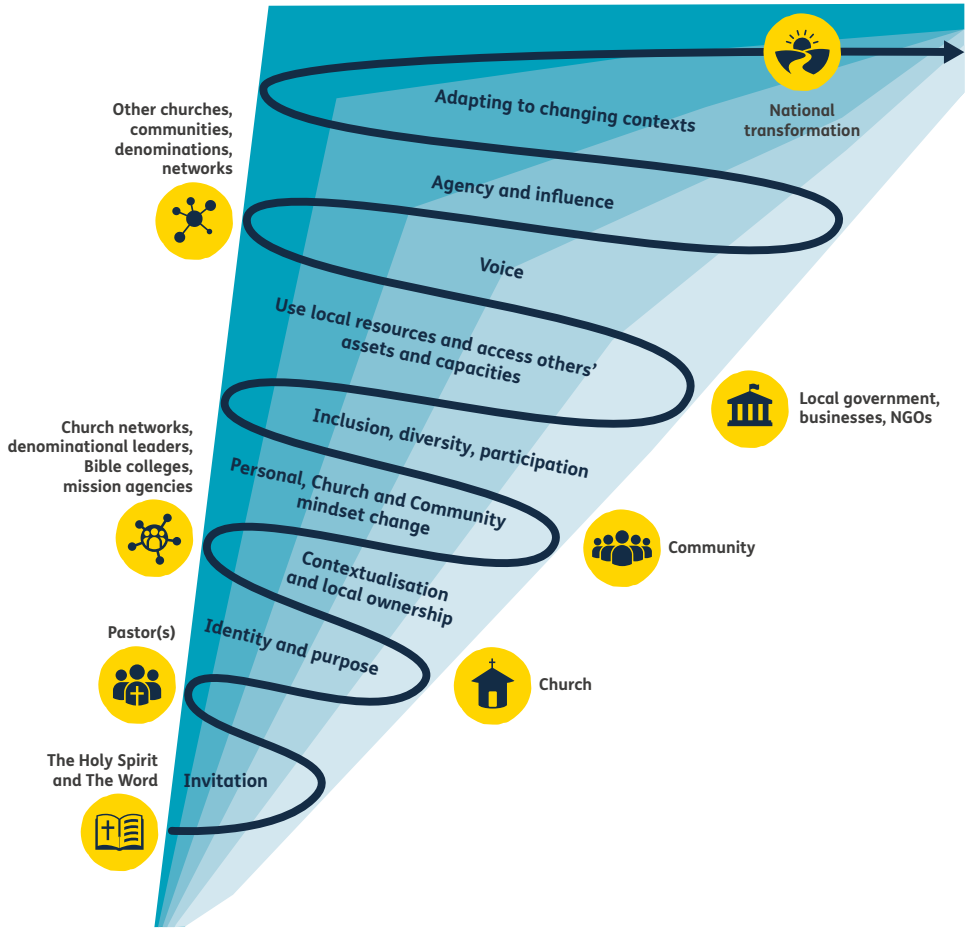 Adapting to changing contexts
National
transformation
Other churches,
communities,
denominations,
networks
Agency and influence
Voice
Use local resources and access others’
assets and capacities
Local government,
businesses, NGOs
Inclusion, diversity, participation
Church networks,
denominational leaders,
Bible colleges,
mission agencies
Personal, Church and Community
mindset change
Community
Contextualisation
and local ownership
Pastor(s)
Identity and purpose
Church
The Holy Spirit
and The Word
Invitation